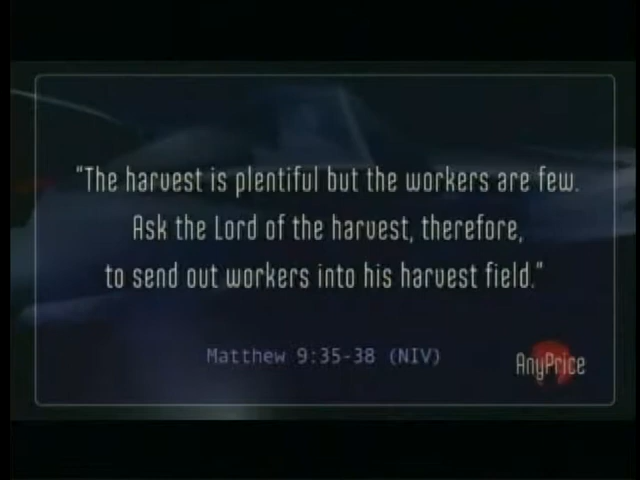 "The harvest is plentiful but the workers are few.
Ask the Lord of the harvest, therefore,
to send out workers into his harvest field."
Matthew 9:35-38 (NIV)
AnyPrice